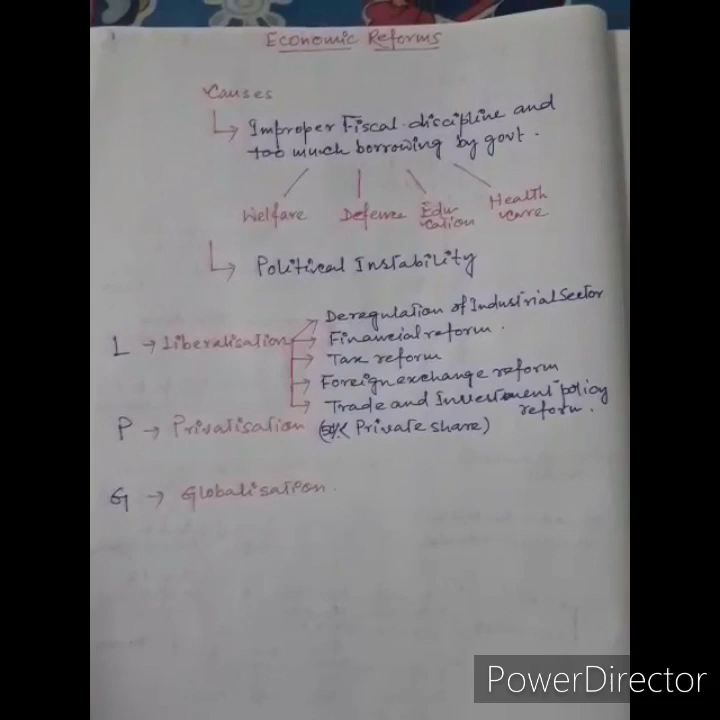 Economic Reforms
Causes
↳ Improper Fiscal discipline and
too much borrowing by govt.
Welfare Defence Edu Health
cation care
↳ Political Instability
L → Liberalisation
Deregulation of Industrial Sector
Financial reform.
Tax reform
Foreign exchange reform
Trade and Investment policy
reform.
P → Privatisation (< Private share)
G → Globalisation.
PowerDirector